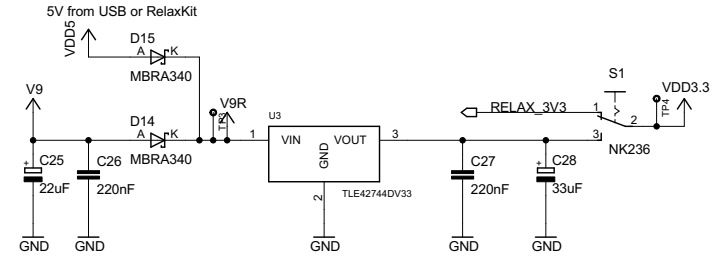 5V from USB or RelaxKit
VDD5
D15
A K
MBRA340
V9
D14
A K
MBRA340
TP3
V9R
U3
1 VIN VOUT 3
GND
2
TLE42744DV33
S1
RELAX_3V3
1
2
3
NK236
TP4
VDD3.3
+ C25
22uF
C26
220nF
C27
220nF
+ C28
33uF
GND GND GND GND GND